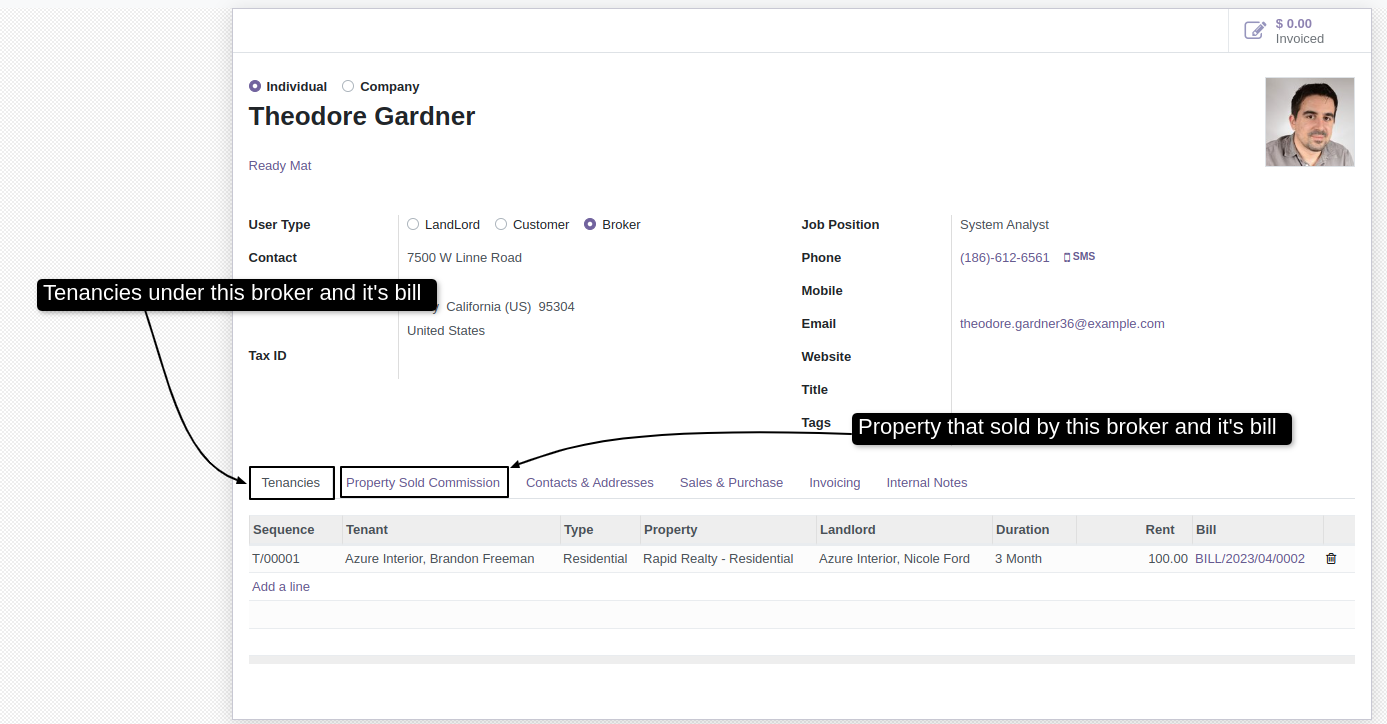 $ 0.00
Invoiced
Individual Company
Theodore Gardner
Ready Mat
User Type LandLord Customer Broker
Job Position System Analyst
Contact 7500 W Linne Road
Phone (186)-612-6561 SMS
Mobile
Tenancies under this broker and it's bill
California (US) 95304
Email theodore.gardner36@example.com
United States
Tax ID
Website
Title
Tags
Property that sold by this broker and it's bill
Tenancies Property Sold Commission Contacts & Addresses Sales & Purchase Invoicing Internal Notes
Sequence Tenant Type Property Landlord Duration Rent Bill
T/00001 Azure Interior, Brandon Freeman Residential Rapid Realty - Residential Azure Interior, Nicole Ford 3 Month 100.00 BILL/2023/04/0002
Add a line